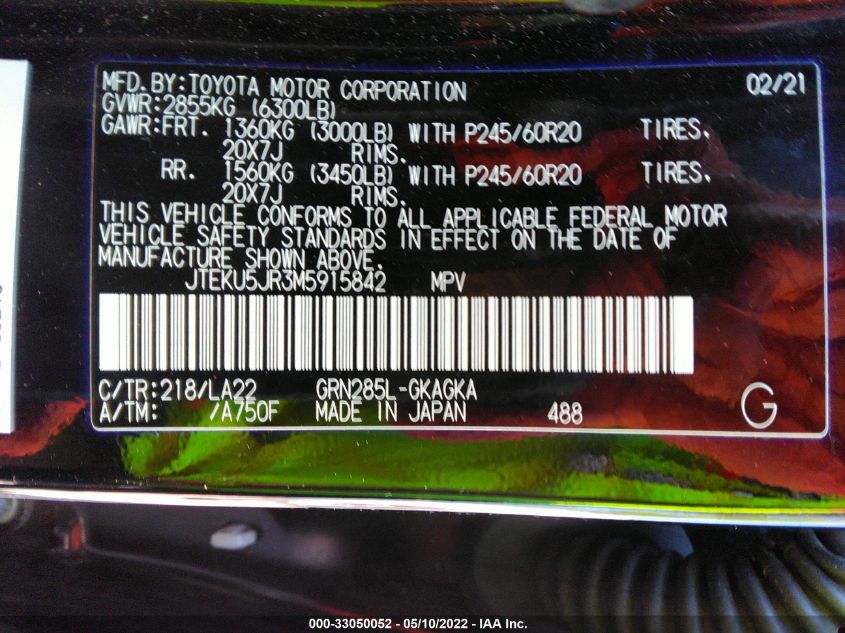 MFD.BY:TOYOTA MOTOR CORPORATION 02/21
GVWR:2855KG (6300LB)
GAWR:FRT. 1360KG (3000LB) WITH P245/60R20 TIRES,
20X7J RIMS.
RR. 1560KG (3450LB) WITH P245/60R20 TIRES,
20X7J RIMS.
THIS VEHICLE CONFORMS TO ALL APPLICABLE FEDERAL MOTOR
VEHICLE SAFETY STANDARDS IN EFFECT ON THE DATE OF
MANUFACTURE SHOWN ABOVE.
JTEKU5JR3M5915842 MPV
C/TR:218/LA22 GRN285L-GKAGKA
A/TM: /A750F MADE IN JAPAN 488 G
000-33050052 - 05/10/2022 - IAA Inc.